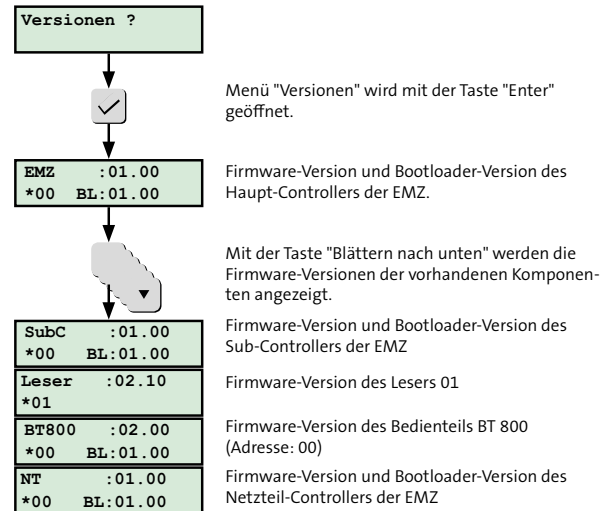 Versionen ?
Menü "Versionen" wird mit der Taste "Enter"
geöffnet.
EMZ :01.00
*00 BL:01.00
Firmware-Version und Bootloader-Version des
Haupt-Controllers der EMZ.
Mit der Taste "Blättern nach unten" werden die
Firmware-Versionen der vorhandenen Komponen-
ten angezeigt.
SubC :01.00
*00 BL:01.00
Firmware-Version und Bootloader-Version des
Sub-Controllers der EMZ
Leser :02.10
*01
Firmware-Version des Lesers 01
BT800 :02.00
*00 BL:01.00
Firmware-Version des Bedienteils BT 800
(Adresse: 00)
NT :01.00
*00 BL:01.00
Firmware-Version und Bootloader-Version des
Netzteil-Controllers der EMZ